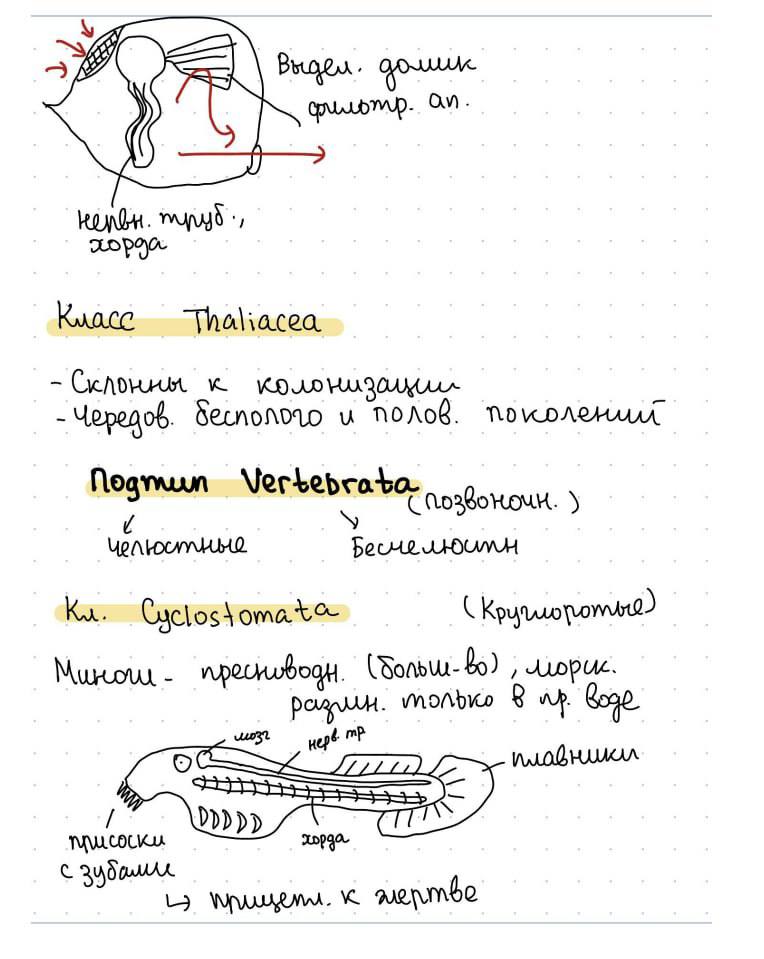 Выдел. домик
фильтр. ап.
нервн. труб.,
хорда
Класс Thaliacea
- Склонны к колонизации
- Чередов. бесполого и полов. поколений
Подтип Vertebrata (позвоночн.)
Челюстные Бесчелюстн
Кл. Cyclostomata (Круглоротые)
Миноги - пресноводн. (больш-во), морск.
размн. только в пр. воде
мозг
нерв. тр
плавники
хорда
присоски
с зубами
↳ прицепл. к жертве